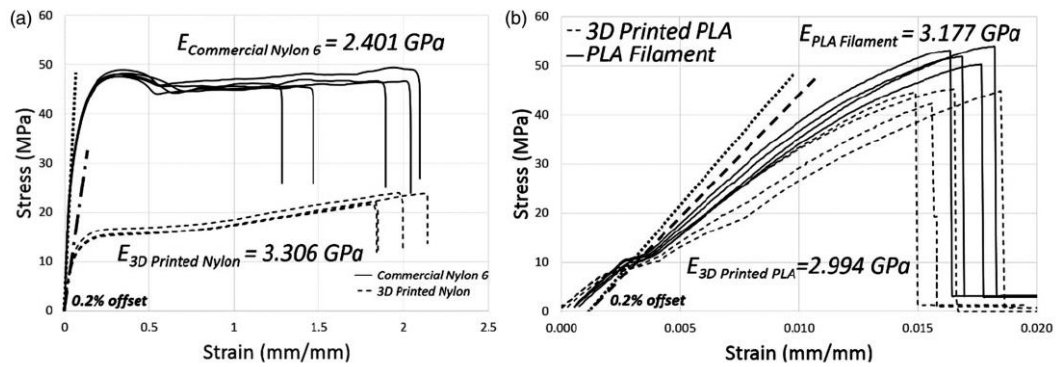 (a)
E Commercial Nylon 6 = 2.401 GPa
60
50
40
30
20
10
0
Stress (MPa)
E 3D Printed Nylon = 3.306 GPa
Commercial Nylon 6
3D Printed Nylon
0.2% offset
0 0.5 1 1.5 2 2.5
Strain (mm/mm)
(b)
3D Printed PLA
PLA Filament
E PLA Filament = 3.177 GPa
60
50
40
30
20
10
0
Stress (MPa)
E 3D Printed PLA =2.994 GPa
0.2% offset
0.000 0.005 0.010 0.015 0.020
Strain (mm/mm)